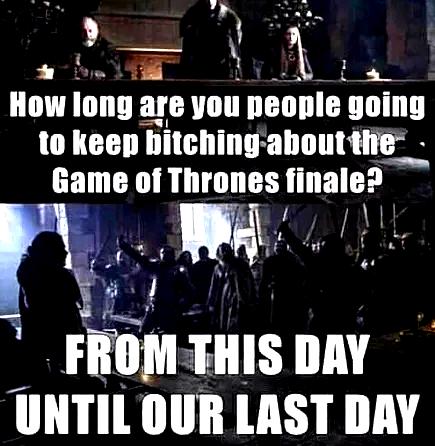 How long are you people going
to keep bitching about the
Game of Thrones finale?
FROM THIS DAY
UNTIL OUR LAST DAY